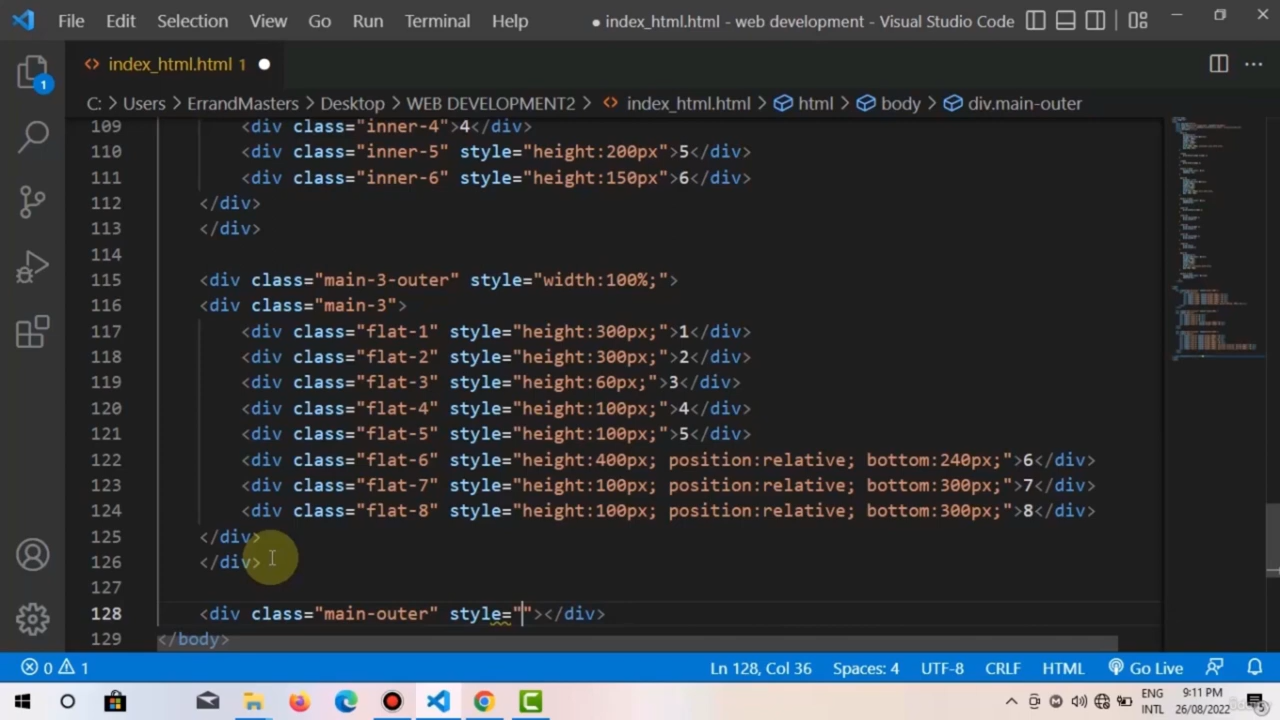 File Edit Selection View Go Run Terminal Help
● index_html.html - web development - Visual Studio Code
1
<> index_html.html 1 ●
C: > Users > ErrandMasters > Desktop > WEB DEVELOPMENT2 > <> index_html.html > html > body > div.main-outer
109 <div class="inner-4">4</div>
110 <div class="inner-5" style="height:200px">5</div>
111 <div class="inner-6" style="height:150px">6</div>
112 </div>
113 </div>
114
115 <div class="main-3-outer" style="width:100%;">
116 <div class="main-3">
117 <div class="flat-1" style="height:300px;">1</div>
118 <div class="flat-2" style="height:300px;">2</div>
119 <div class="flat-3" style="height:60px;">3</div>
120 <div class="flat-4" style="height:100px;">4</div>
121 <div class="flat-5" style="height:100px;">5</div>
122 <div class="flat-6" style="height:400px; position:relative; bottom:240px;">6</div>
123 <div class="flat-7" style="height:100px; position:relative; bottom:300px;">7</div>
124 <div class="flat-8" style="height:100px; position:relative; bottom:300px;">8</div>
125 </div>
126 </div>
127
128 <div class="main-outer" style=""></div>
129 </body>
0 1 Ln 128, Col 36 Spaces: 4 UTF-8 CRLF HTML Go Live
ENG 9:11 PM
INTL 26/08/2022 5